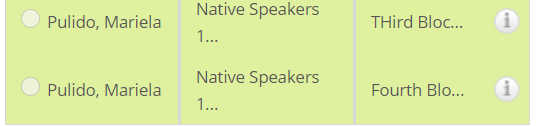 Native Speakers
Pulido, Mariela THird Bloc... i
1...
Native Speakers
Pulido, Mariela Fourth Blo... i
1...